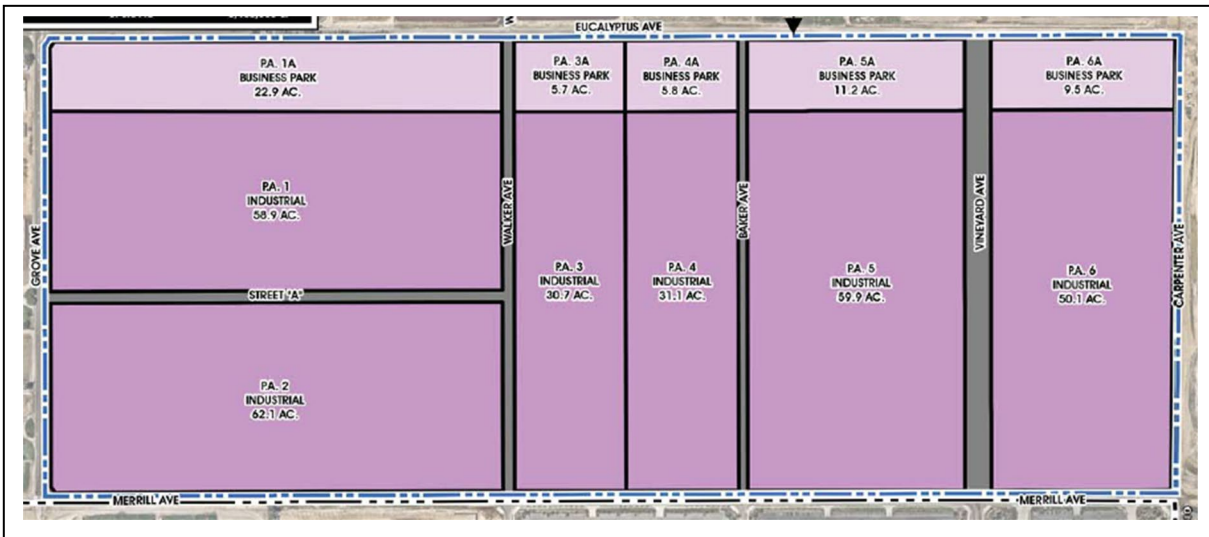 EUCALYPTUS AVE
P.A. 1A
BUSINESS PARK
22.9 AC.
P.A. 3A
BUSINESS PARK
5.7 AC.
P.A. 4A
BUSINESS PARK
5.8 AC.
P.A. 5A
BUSINESS PARK
11.2 AC.
P.A. 6A
BUSINESS PARK
9.5 AC.
P.A. 1
INDUSTRIAL
58.9 AC.
GROVE AVE
WALKER AVE
BAKER AVE
VINEYARD AVE
CARPENTER AVE
STREET "A"
P.A. 3
INDUSTRIAL
30.7 AC.
P.A. 4
INDUSTRIAL
31.1 AC.
P.A. 5
INDUSTRIAL
59.9 AC.
P.A. 6
INDUSTRIAL
50.1 AC.
P.A. 2
INDUSTRIAL
62.1 AC.
MERRILL AVE
MERRILL AVE